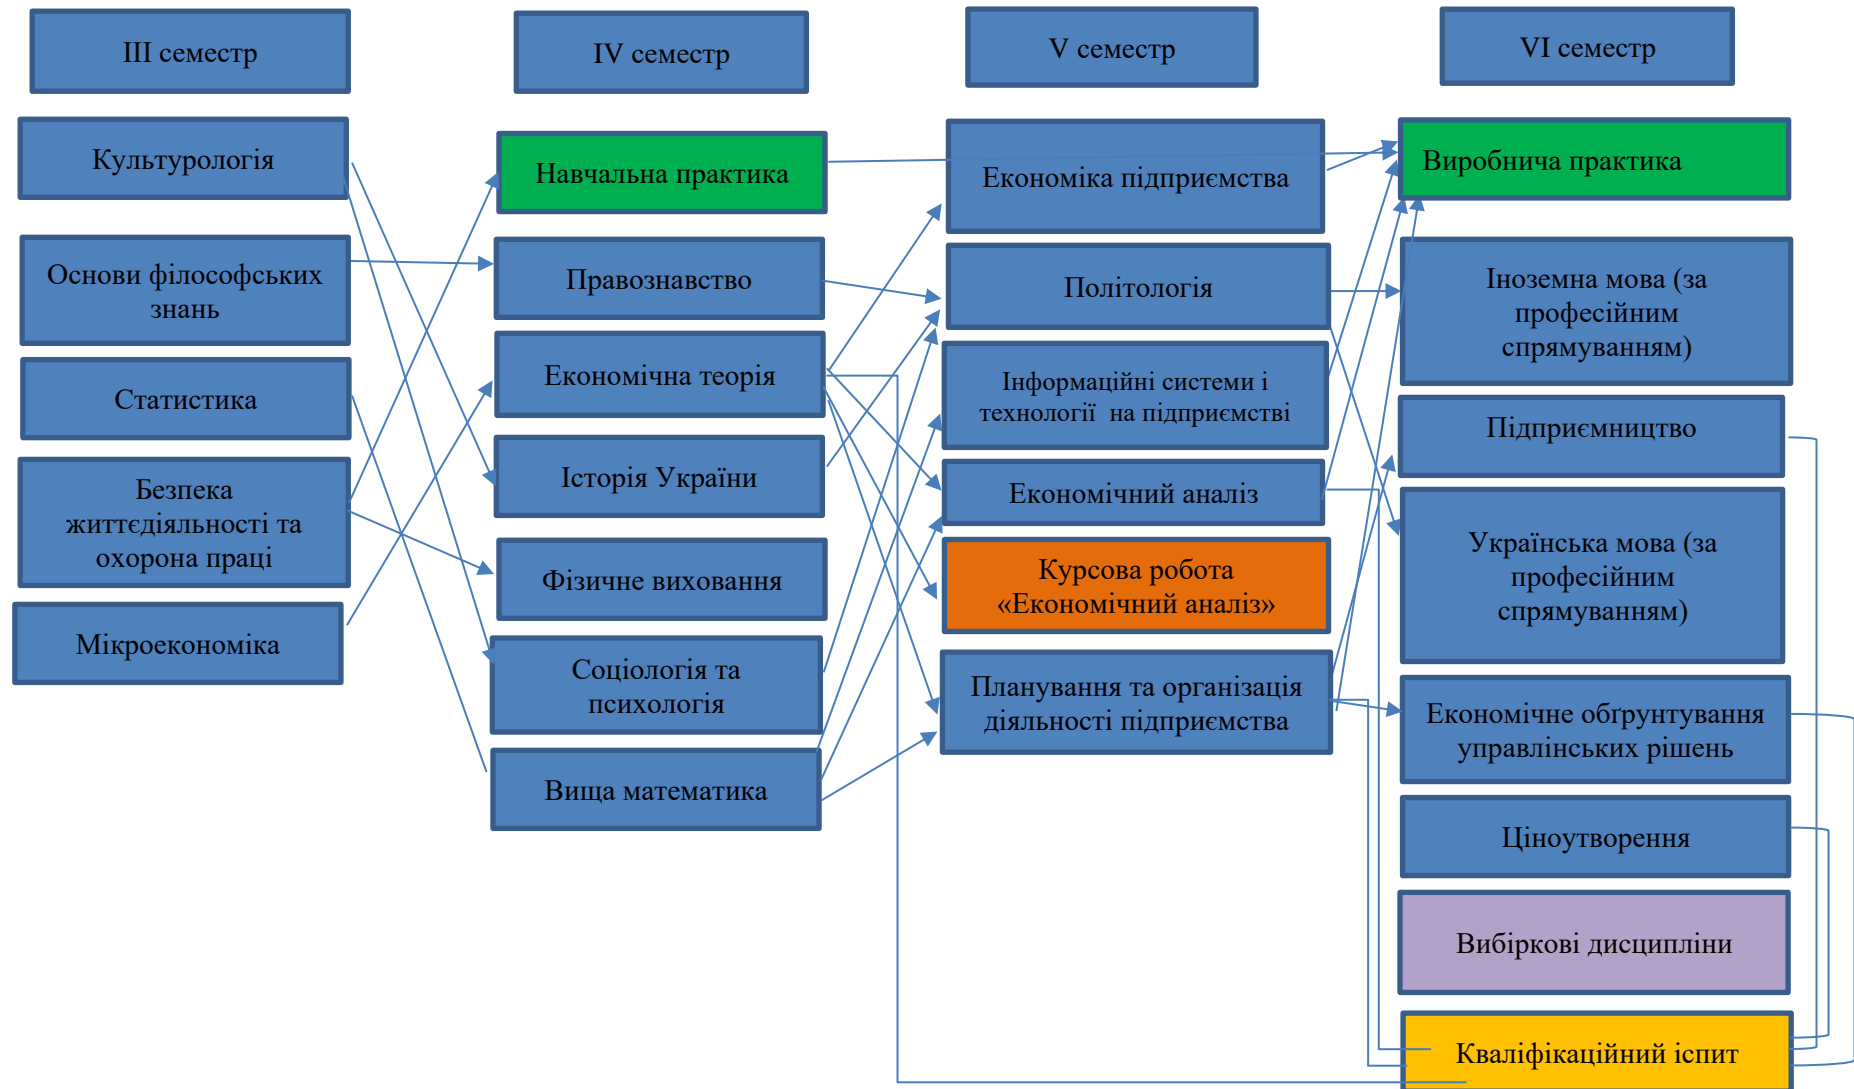 III семестр
IV семестр
V семестр
VI семестр
Культурологія
Основи філософських
знань
Статистика
Безпека
життєдіяльності та
охорона праці
Мікроекономіка
Навчальна практика
Правознавство
Економічна теорія
Історія України
Фізичне виховання
Соціологія та
психологія
Вища математика
Економіка підприємства
Політологія
Інформаційні системи і
технології на підприємстві
Економічний аналіз
Курсова робота
«Економічний аналіз»
Планування та організація
діяльності підприємства
Виробнича практика
Іноземна мова (за
професійним
спрямуванням)
Підприємництво
Українська мова (за
професійним
спрямуванням)
Економічне обґрунтування
управлінських рішень
Ціноутворення
Вибіркові дисципліни
Кваліфікаційний іспит